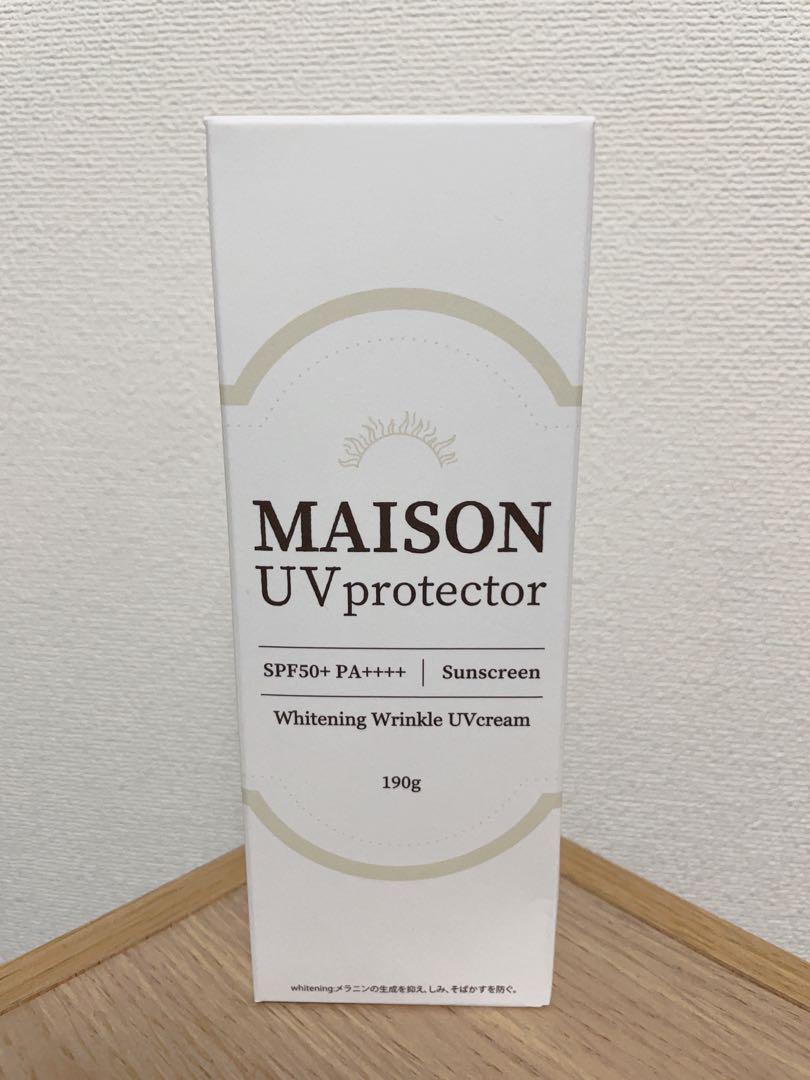 MAISON
UVprotector
SPF50+ PA++++ | Sunscreen
Whitening Wrinkle UVcream
190g
whitening:メラニンの生成を抑え、しみ、そばかすを防ぐ。